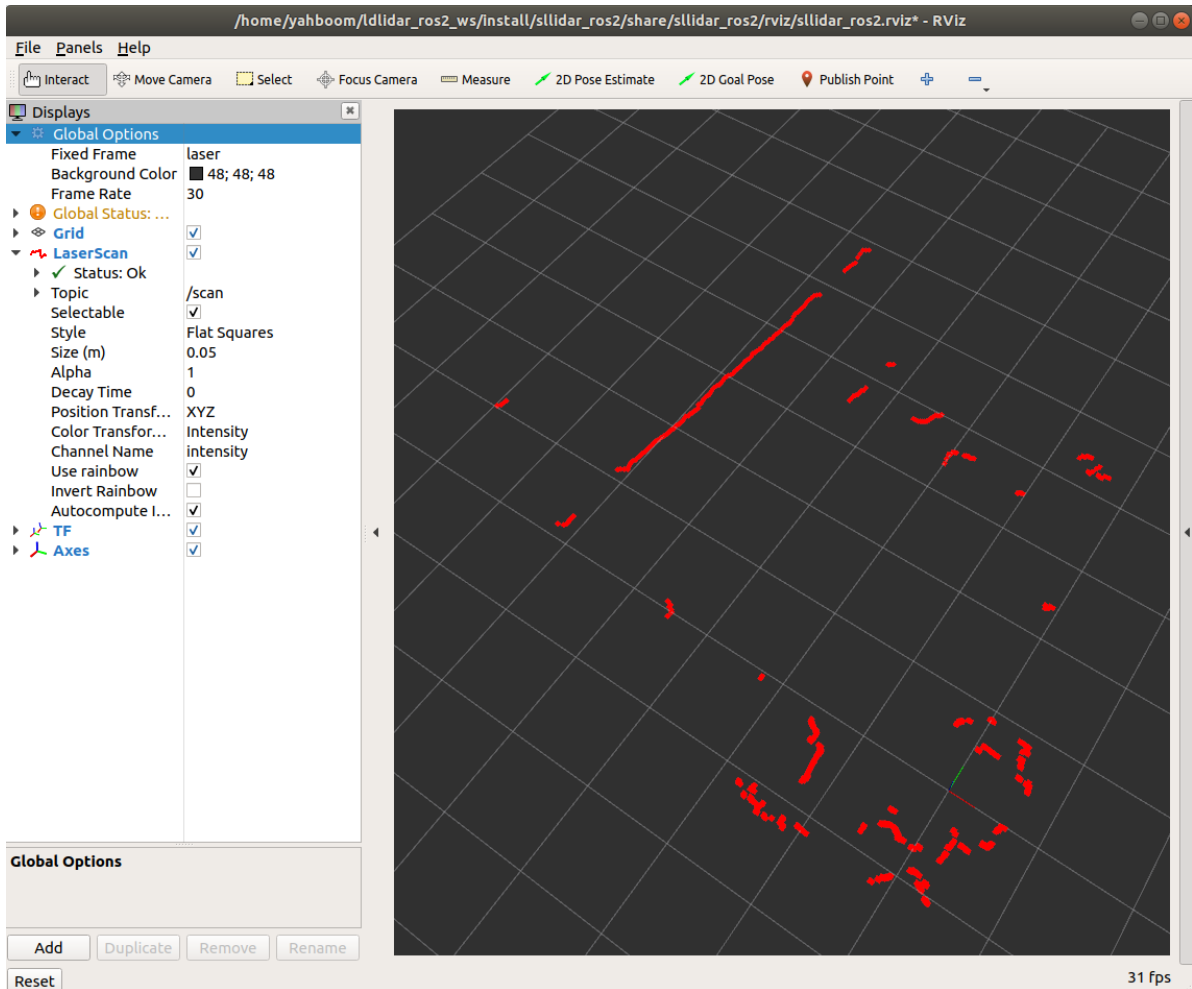 /home/yahboom/ldlidar_ros2_ws/install/sllidar_ros2/share/sllidar_ros2/rviz/sllidar_ros2.rviz* - RViz
File Panels Help
Interact Move Camera Select Focus Camera Measure 2D Pose Estimate 2D Goal Pose Publish Point
Displays
Global Options
Fixed Frame laser
Background Color 48; 48; 48
Frame Rate 30
Global Status: ...
Grid
LaserScan
Status: Ok
Topic /scan
Selectable
Style Flat Squares
Size (m) 0.05
Alpha 1
Decay Time 0
Position Transf... XYZ
Color Transfor... Intensity
Channel Name intensity
Use rainbow
Invert Rainbow
Autocompute I...
TF
Axes
Global Options
Add Duplicate Remove Rename
Reset
31 fps